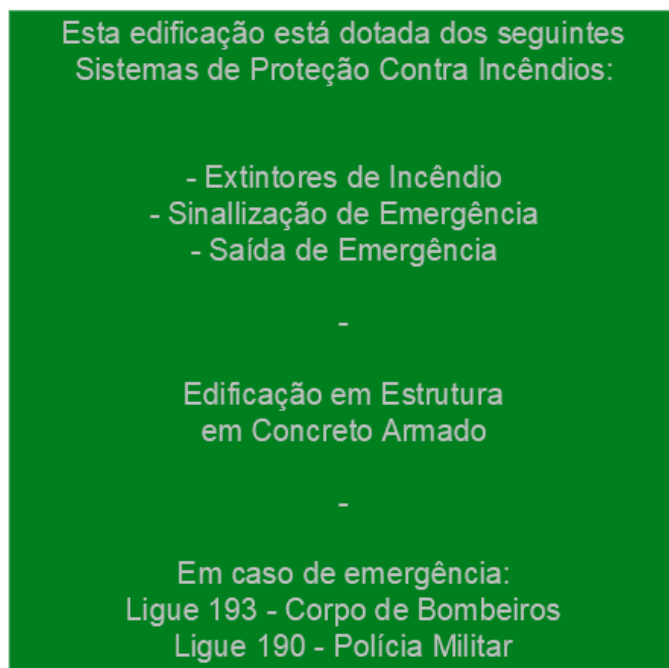 Esta edificação está dotada dos seguintes
Sistemas de Proteção Contra Incêndios:
- Extintores de Incêndio
- Sinallização de Emergência
- Saída de Emergência
-
Edificação em Estrutura
em Concreto Armado
-
Em caso de emergência:
Ligue 193 - Corpo de Bombeiros
Ligue 190 - Polícia Militar